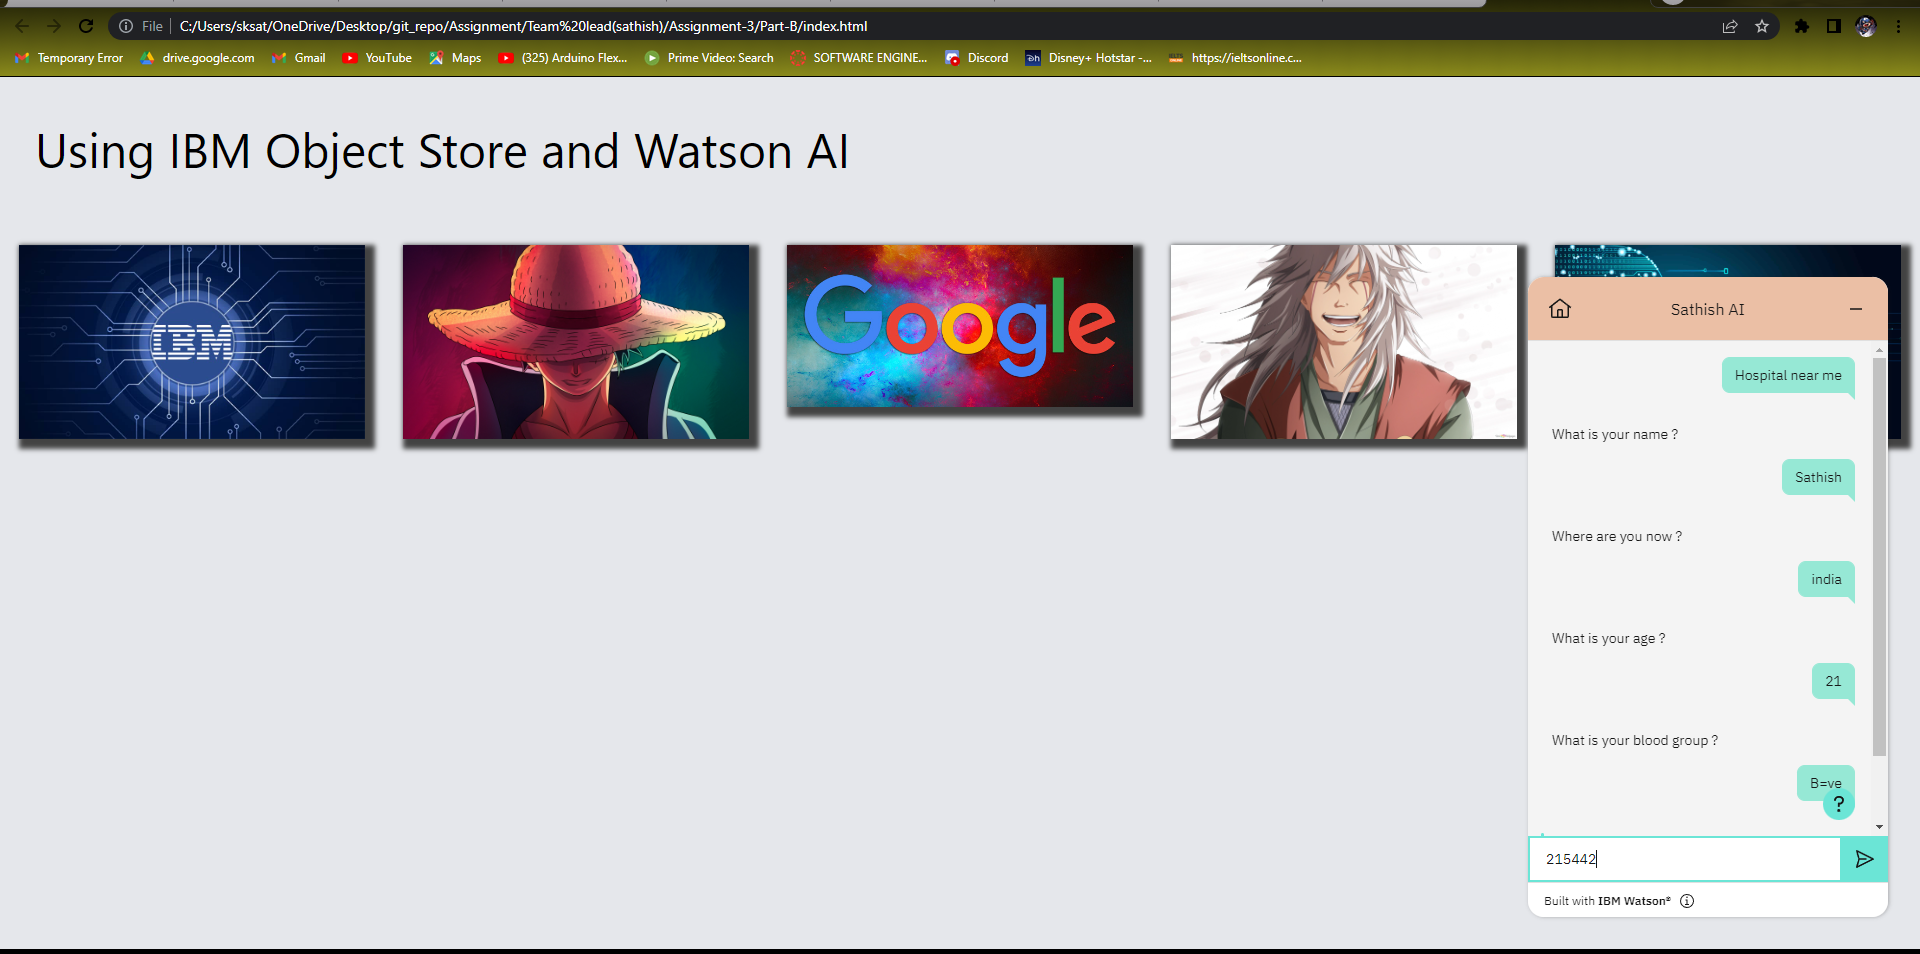 File
C:/Users/sksat/OneDrive/Desktop/git_repo/Assignment/Team%20lead(sathish)/Assignment-3/Part-B/index.html
Temporary Error
drive.google.com
Gmail
YouTube
Maps
(325) Arduino Flex...
Prime Video: Search
SOFTWARE ENGINE...
Discord
Disney+ Hotstar -...
https://ieltsonline.c...
Using IBM Object Store and Watson AI
IBM
Google
Sathish AI
Hospital near me
What is your name ?
Sathish
Where are you now ?
india
What is your age ?
21
What is your blood group ?
B=ve
?
215442
Built with IBM Watson®